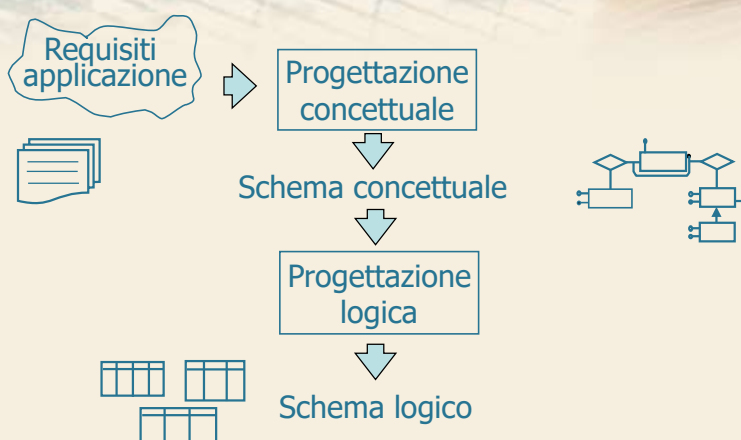 Requisiti
applicazione
Progettazione
concettuale
Schema concettuale
Progettazione
logica
Schema logico